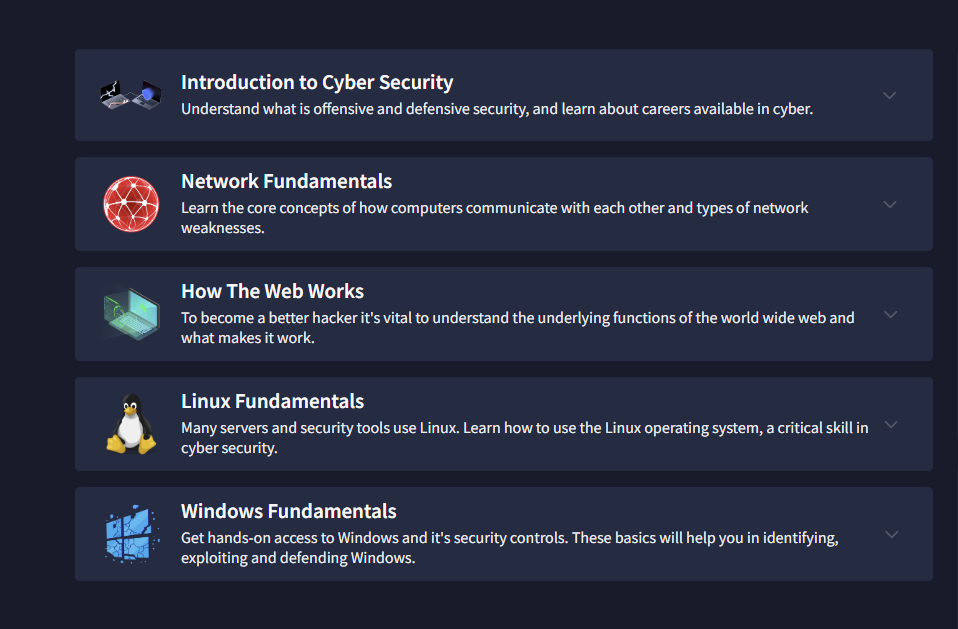 Introduction to Cyber Security
Understand what is offensive and defensive security, and learn about careers available in cyber.
Network Fundamentals
Learn the core concepts of how computers communicate with each other and types of network
weaknesses.
How The Web Works
To become a better hacker it's vital to understand the underlying functions of the world wide web and
what makes it work.
Linux Fundamentals
Many servers and security tools use Linux. Learn how to use the Linux operating system, a critical skill in
cyber security.
Windows Fundamentals
Get hands-on access to Windows and it's security controls. These basics will help you in identifying,
exploiting and defending Windows.